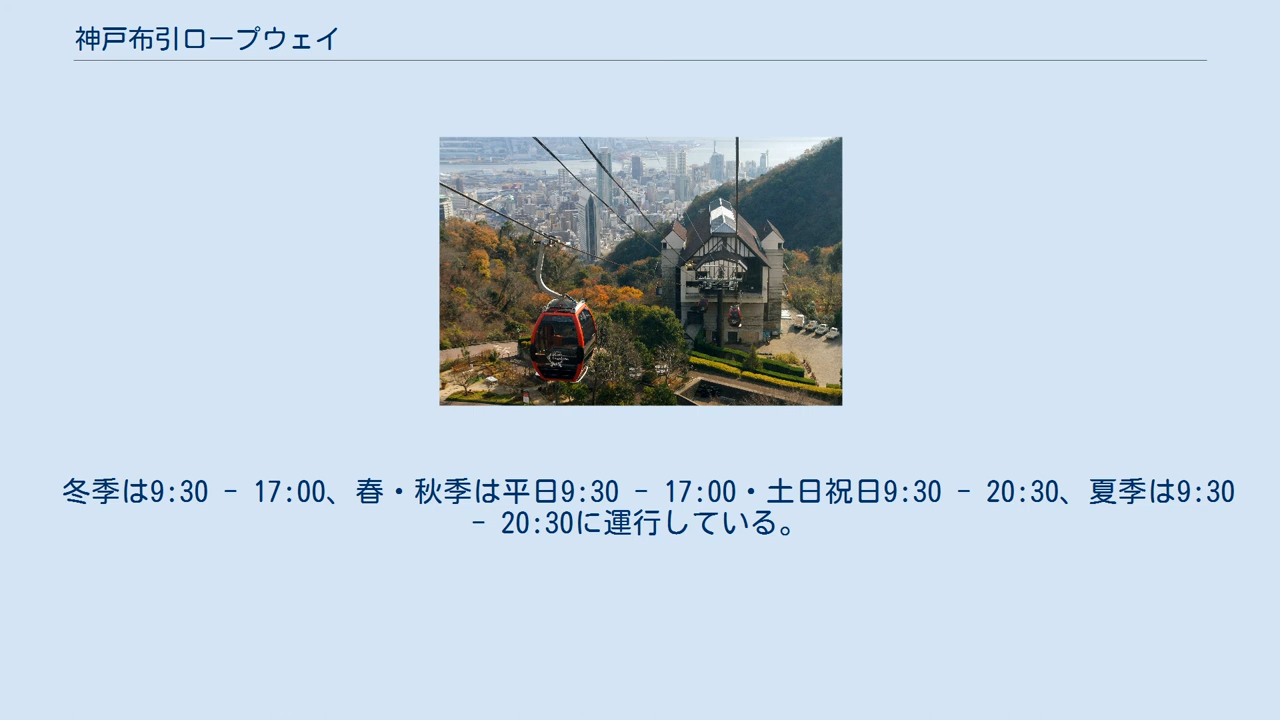 神戸布引ロープウェイ
冬季は9:30 - 17:00、春・秋季は平日9:30 - 17:00・土日祝日9:30 - 20:30、夏季は9:30
- 20:30に運行している。